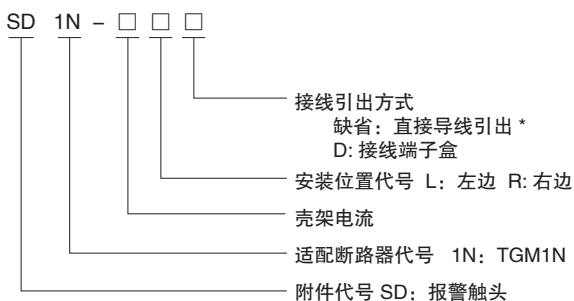 SD 1N – □ □ □
接线引出方式
缺省：直接导线引出 *
D: 接线端子盒
安装位置代号 L：左边 R: 右边
壳架电流
适配断路器代号 1N：TGM1N
附件代号 SD：报警触头